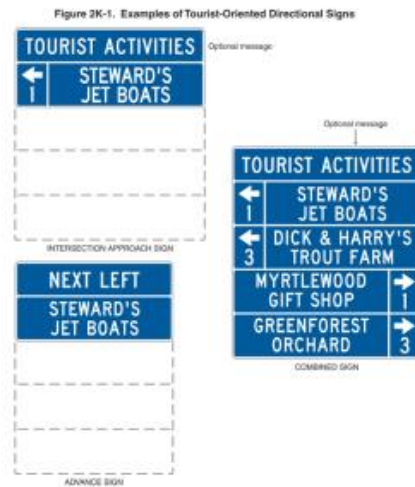 Figure 2K-1. Examples of Tourist-Oriented Directional Signs
TOURIST ACTIVITIES
Optional message
1
STEWARD'S
JET BOATS
INTERSECTION APPROACH SIGN
NEXT LEFT
STEWARD'S
JET BOATS
ADVANCE SIGN
Optional message
TOURIST ACTIVITIES
1
STEWARD'S
JET BOATS
3
DICK & HARRY'S
TROUT FARM
MYRTLEWOOD
GIFT SHOP
1
GREENFOREST
ORCHARD
3
COMBINED SIGN